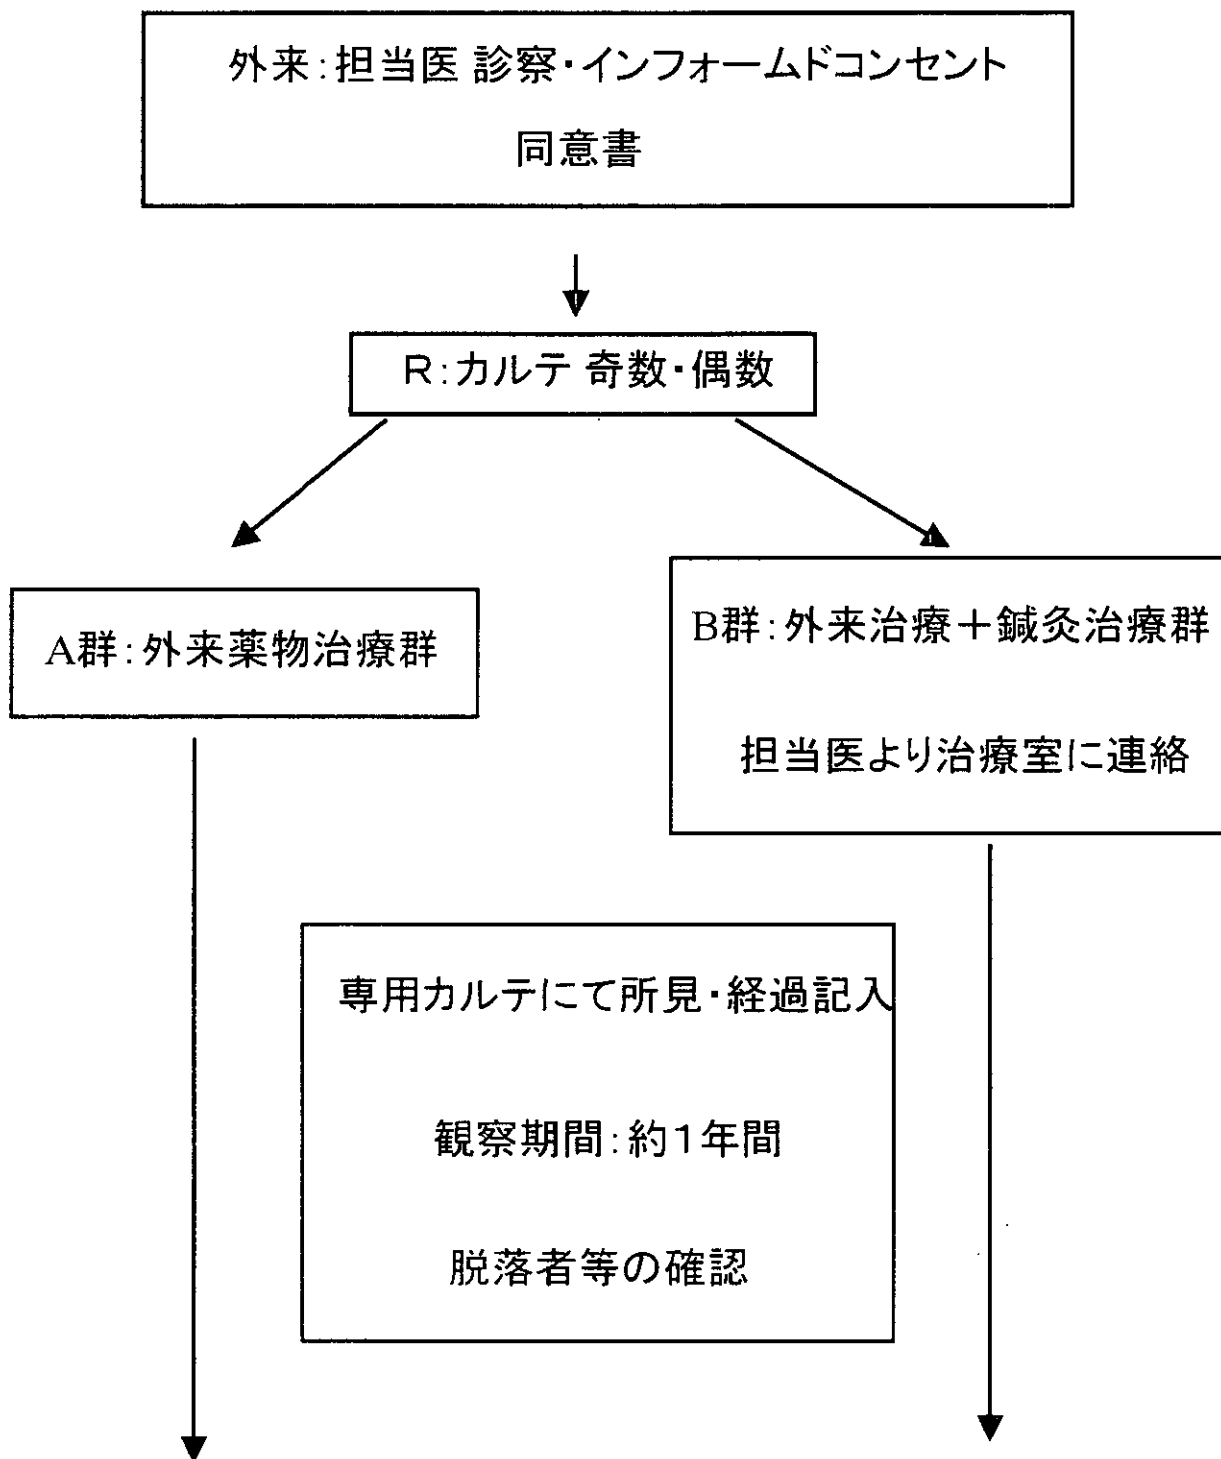 外来：担当医 診察・インフォームドコンセント
同意書
R：カルテ 奇数・偶数
A群：外来薬物治療群
B群：外来治療＋鍼灸治療群
担当医より治療室に連絡
専用カルテにて所見・経過記入
観察期間：約１年間
脱落者等の確認